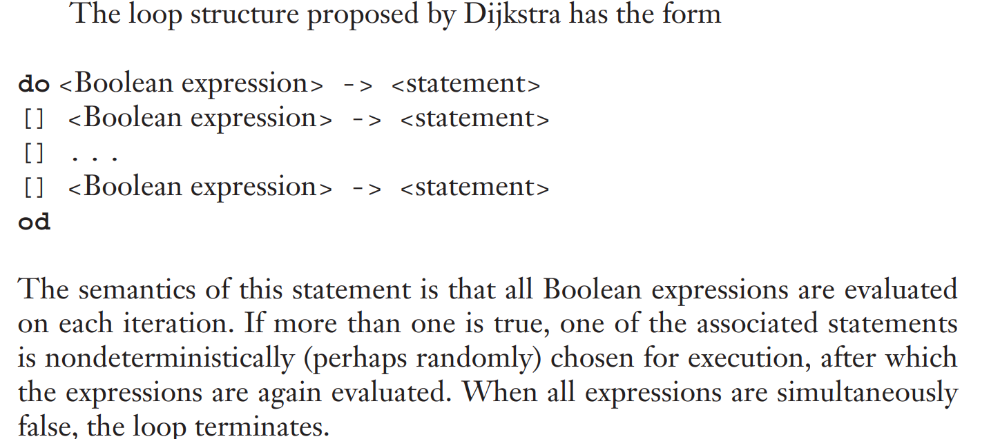 The loop structure proposed by Dijkstra has the form
do <Boolean expression> -> <statement>
[] <Boolean expression> -> <statement>
[] . . .
[] <Boolean expression> -> <statement>
od
The semantics of this statement is that all Boolean expressions are evaluated
on each iteration. If more than one is true, one of the associated statements
is nondeterministically (perhaps randomly) chosen for execution, after which
the expressions are again evaluated. When all expressions are simultaneously
false, the loop terminates.